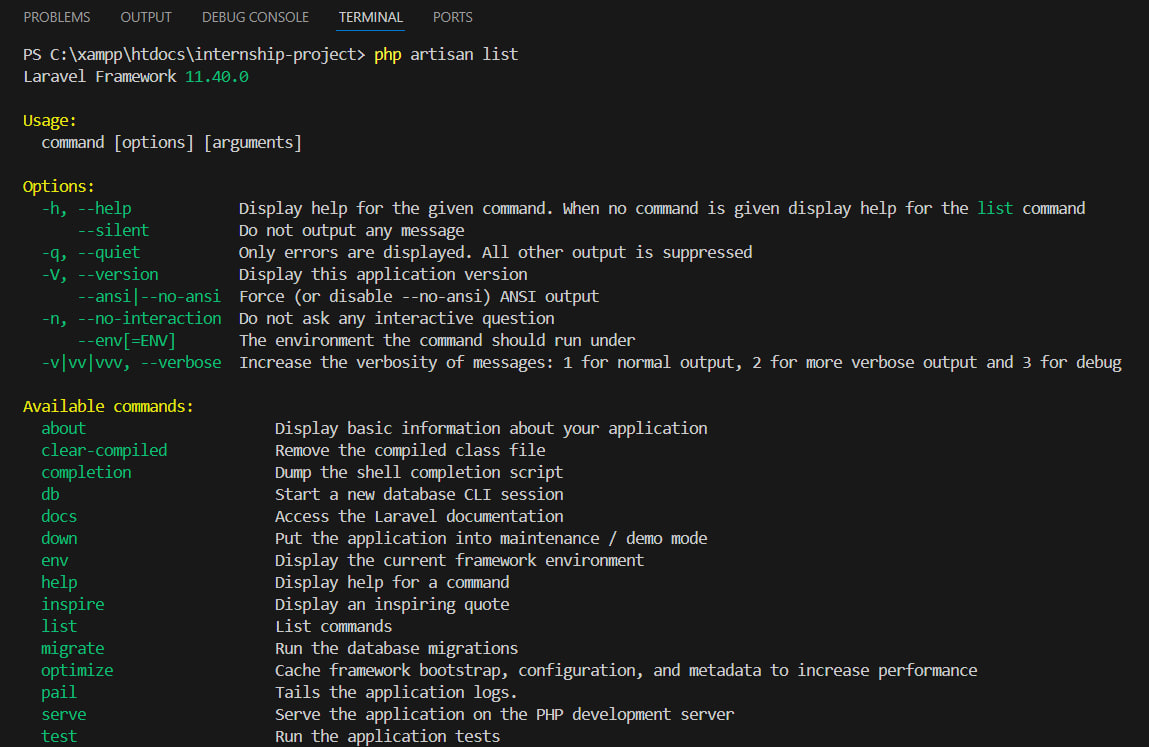 PROBLEMS OUTPUT DEBUG CONSOLE TERMINAL PORTS
PS C:\xampp\htdocs\internship-project> php artisan list
Laravel Framework 11.40.0
Usage:
command [options] [arguments]
Options:
-h, --help Display help for the given command. When no command is given display help for the list command
--silent Do not output any message
-q, --quiet Only errors are displayed. All other output is suppressed
-V, --version Display this application version
--ansi|--no-ansi Force (or disable --no-ansi) ANSI output
-n, --no-interaction Do not ask any interactive question
--env[=ENV] The environment the command should run under
-v|vv|vvv, --verbose Increase the verbosity of messages: 1 for normal output, 2 for more verbose output and 3 for debug
Available commands:
about Display basic information about your application
clear-compiled Remove the compiled class file
completion Dump the shell completion script
db Start a new database CLI session
docs Access the Laravel documentation
down Put the application into maintenance / demo mode
env Display the current framework environment
help Display help for a command
inspire Display an inspiring quote
list List commands
migrate Run the database migrations
optimize Cache framework bootstrap, configuration, and metadata to increase performance
pail Tails the application logs.
serve Serve the application on the PHP development server
test Run the application tests